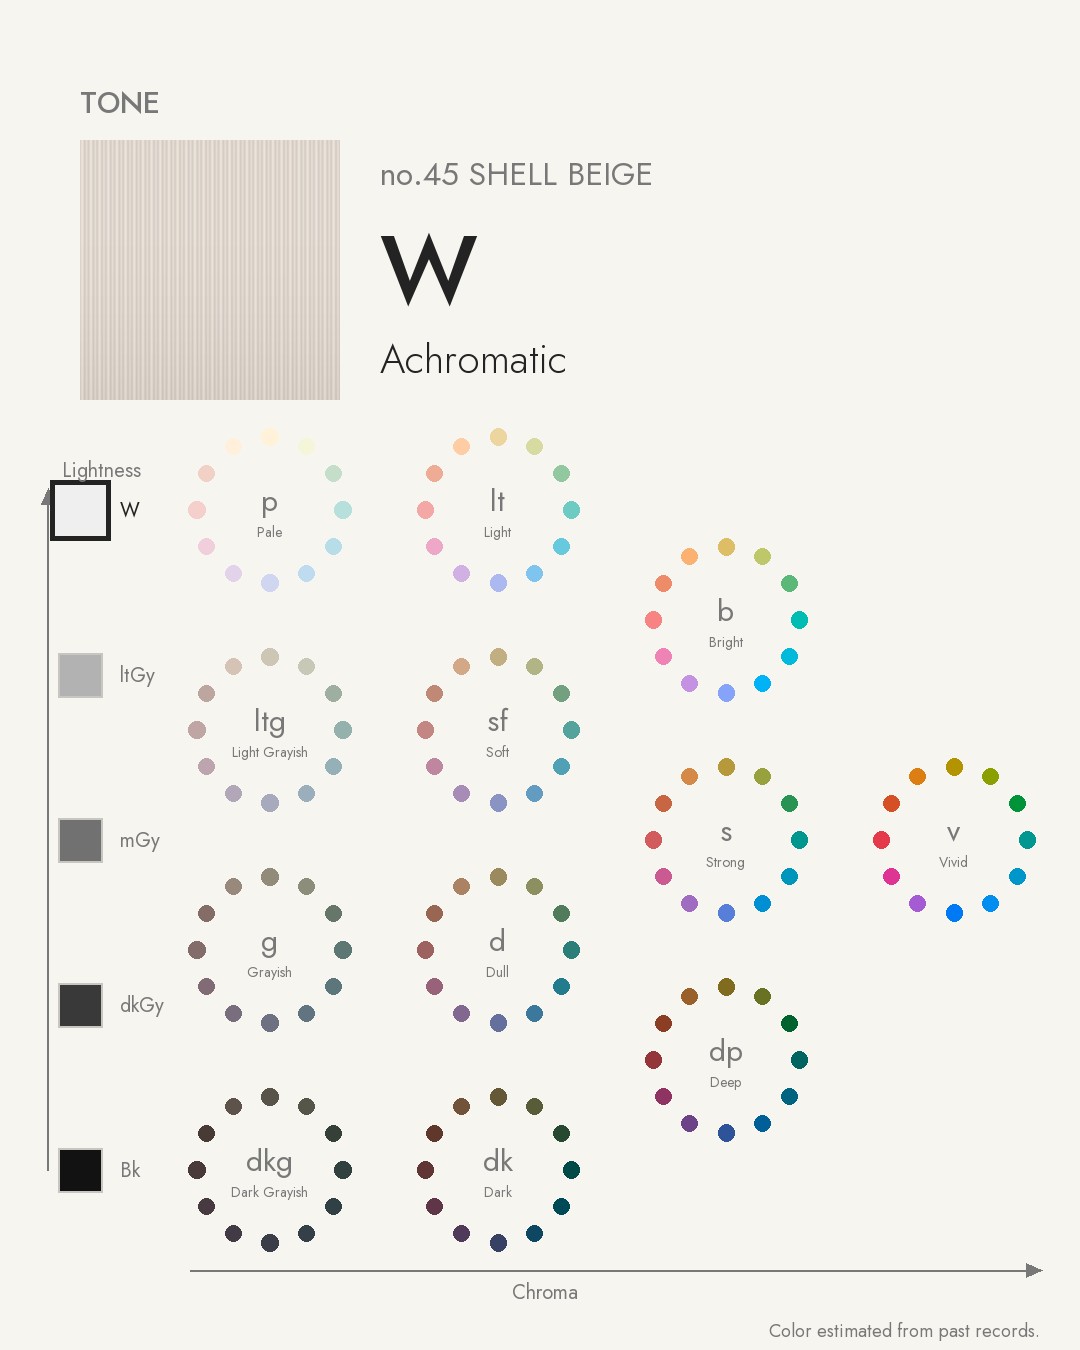 TONE
no.45 SHELL BEIGE
W
Achromatic
Lightness
W
p
Pale
lt
Light
b
Bright
ltGy
ltg
Light Grayish
sf
Soft
mGy
s
Strong
v
Vivid
g
Grayish
d
Dull
dkGy
dp
Deep
Bk
dkg
Dark Grayish
dk
Dark
Chroma
Color estimated from past records.